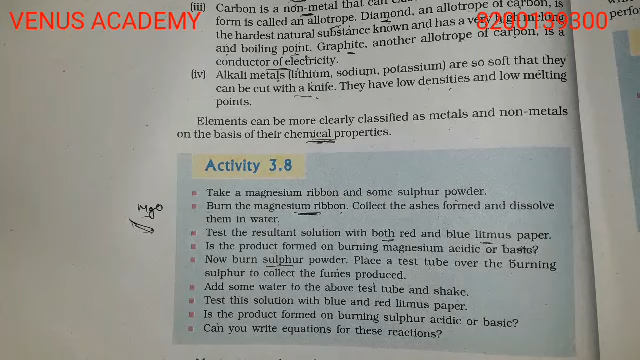 VENUS ACADEMY
8290139300
(iii) Carbon is a non-metal that can
form is called an allotrope. Diamond, an allotrope of carbon, is
the hardest natural substance known and has a very high melting
and boiling point. Graphite, another allotrope of carbon, is a
conductor of electricity.
(iv) Alkali metals (lithium, sodium, potassium) are so soft that they
can be cut with a knife. They have low densities and low melting
points.
Elements can be more clearly classified as metals and non-metals
on the basis of their chemical properties.
Activity 3.8
Take a magnesium ribbon and some sulphur powder.
Burn the magnesium ribbon. Collect the ashes formed and dissolve
them in water.
Test the resultant solution with both red and blue litmus paper.
Is the product formed on burning magnesium acidic or basic?
Now burn sulphur powder. Place a test tube over the burning
sulphur to collect the fumes produced.
Add some water to the above test tube and shake.
Test this solution with blue and red litmus paper.
Is the product formed on burning sulphur acidic or basic?
Can you write equations for these reactions?
MgO
perfo